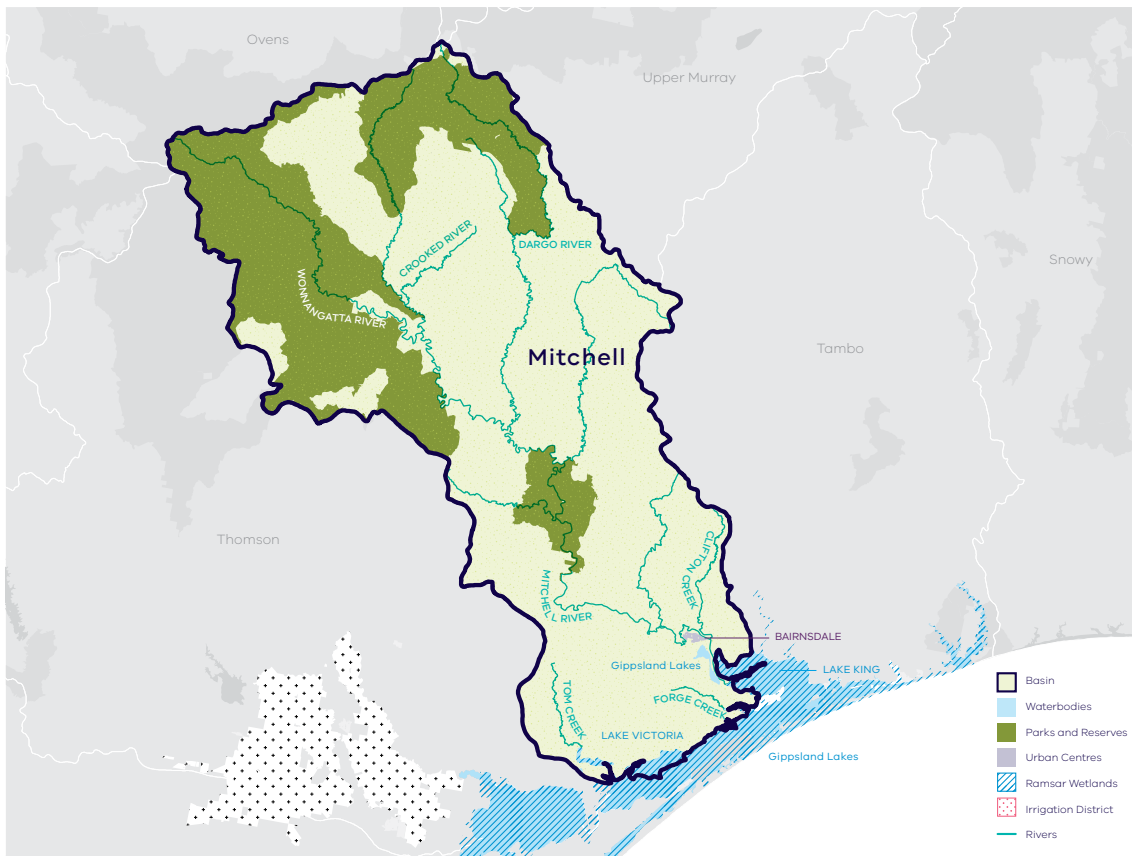 Ovens
Upper Murray
CROOKED RIVER
DARGO RIVER
Snowy
WONNANGATTA RIVER
Mitchell
Tambo
Thomson
CLIFTON CREEK
MITCHELL RIVER
BAIRNSDALE
Gippsland Lakes
LAKE KING
TOM CREEK
FORGE CREEK
LAKE VICTORIA
Gippsland Lakes
Basin
Waterbodies
Parks and Reserves
Urban Centres
Ramsar Wetlands
Irrigation District
Rivers